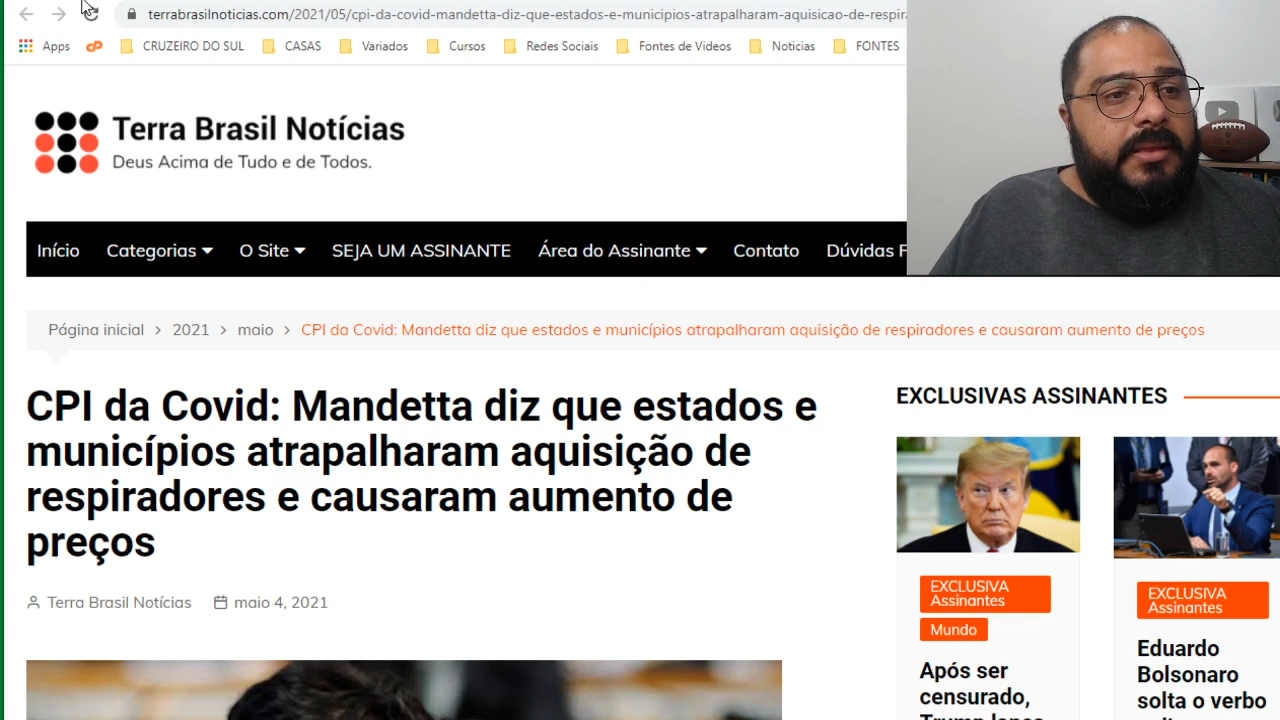 terrabrasilnoticias.com/2021/05/cpi-da-covid-mandetta-diz-que-estados-e-municipios-atrapalharam-aquisicao-de-respira
Apps
CRUZEIRO DO SUL
CASAS
Variados
Cursos
Redes Sociais
Fontes de Videos
Noticias
FONTES
Terra Brasil Notícias
Deus Acima de Tudo e de Todos.
Início
Categorias
O Site
SEJA UM ASSINANTE
Área do Assinante
Contato
Dúvidas F
Página inicial > 2021 > maio > CPI da Covid: Mandetta diz que estados e municípios atrapalharam aquisição de respiradores e causaram aumento de preços
CPI da Covid: Mandetta diz que estados e
municípios atrapalharam aquisição de
respiradores e causaram aumento de
preços
Terra Brasil Notícias
maio 4, 2021
EXCLUSIVAS ASSINANTES
EXCLUSIVA
Assinantes
Mundo
Após ser
censurado,
Trump lança
EXCLUSIVA
Assinantes
Eduardo
Bolsonaro
solta o verbo